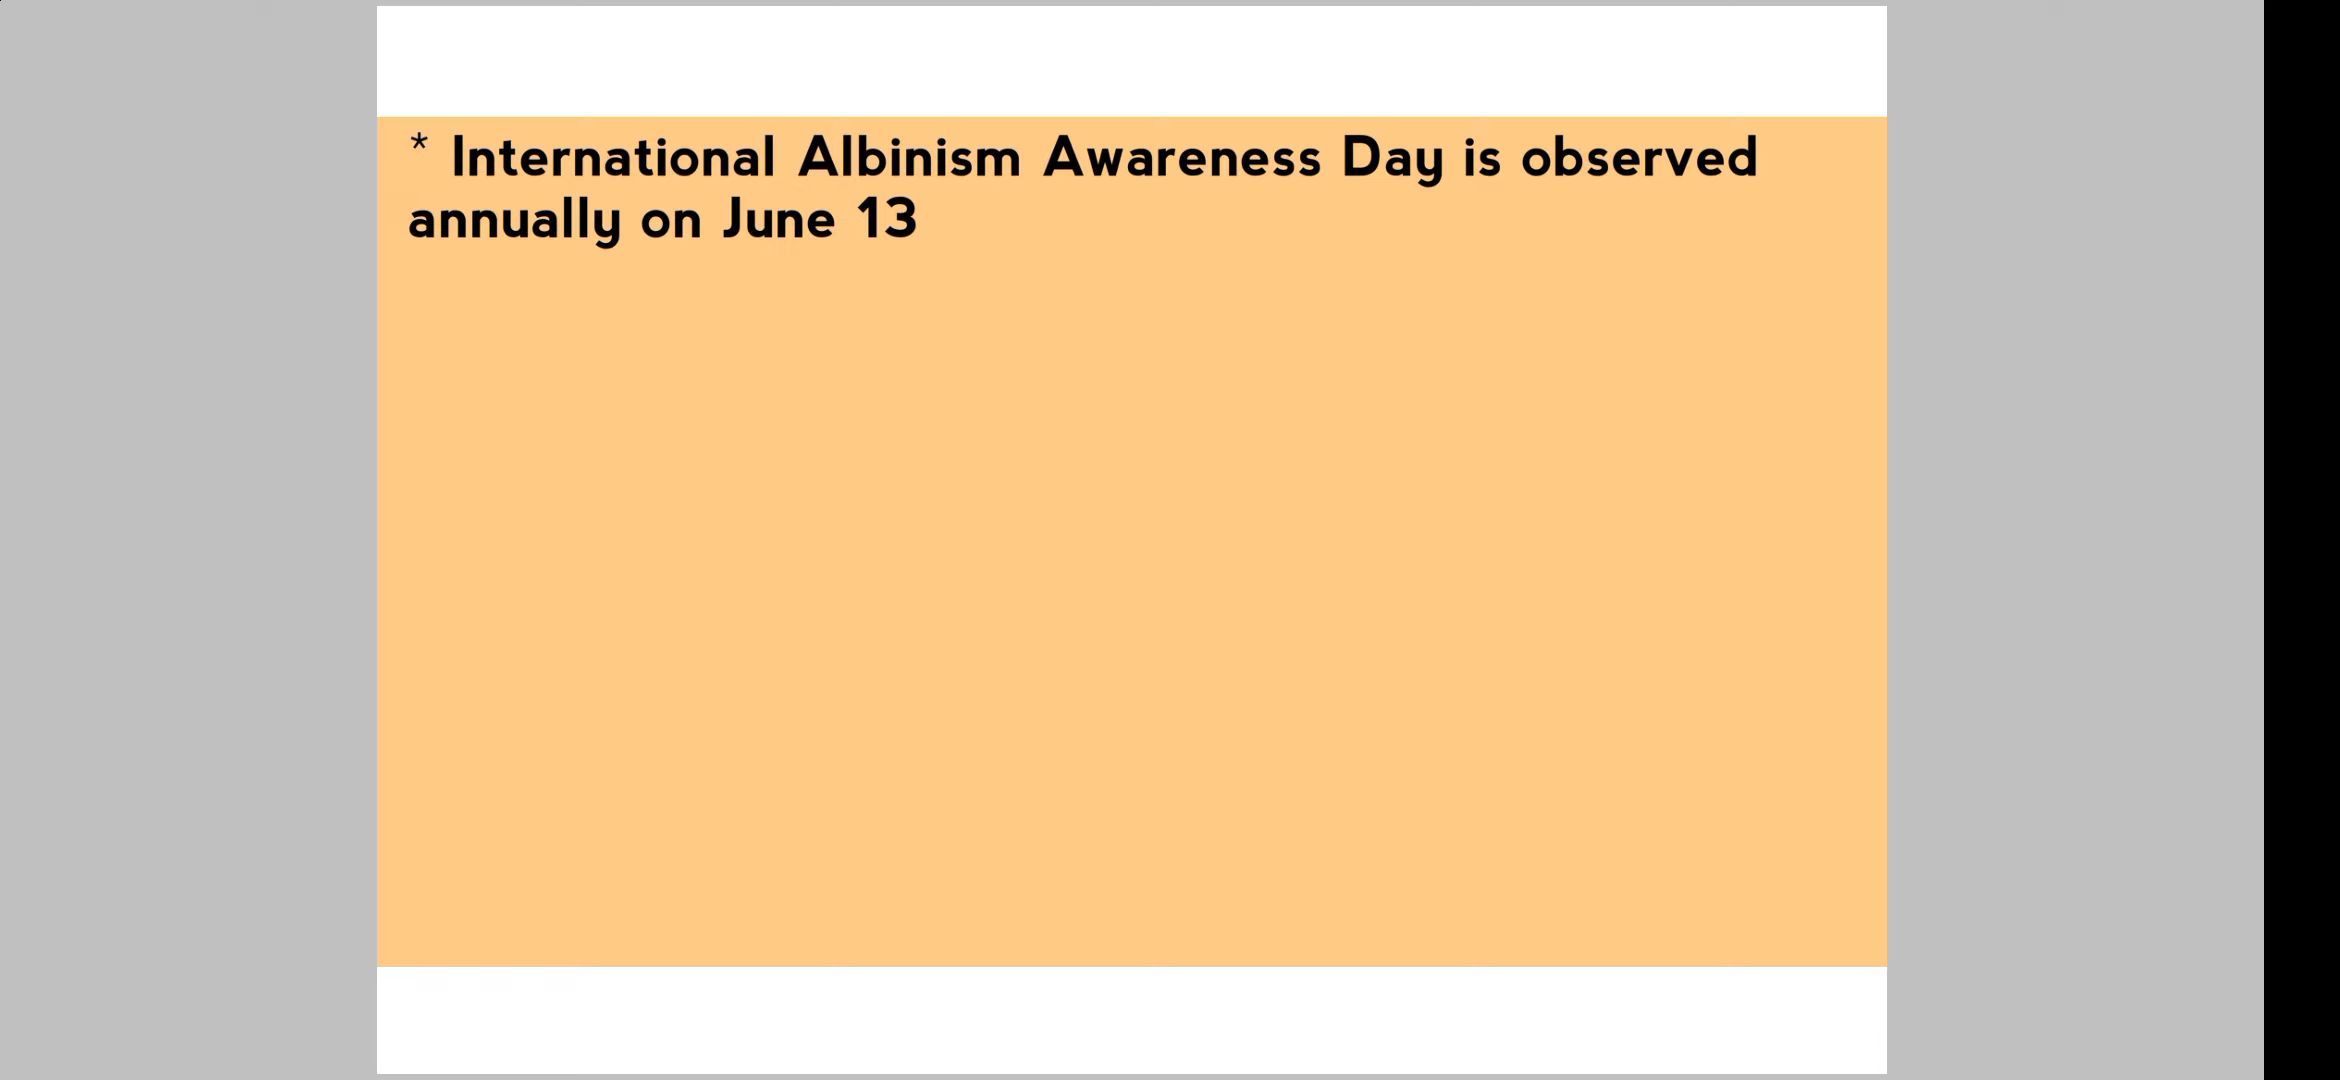 * International Albinism Awareness Day is observed
annually on June 13